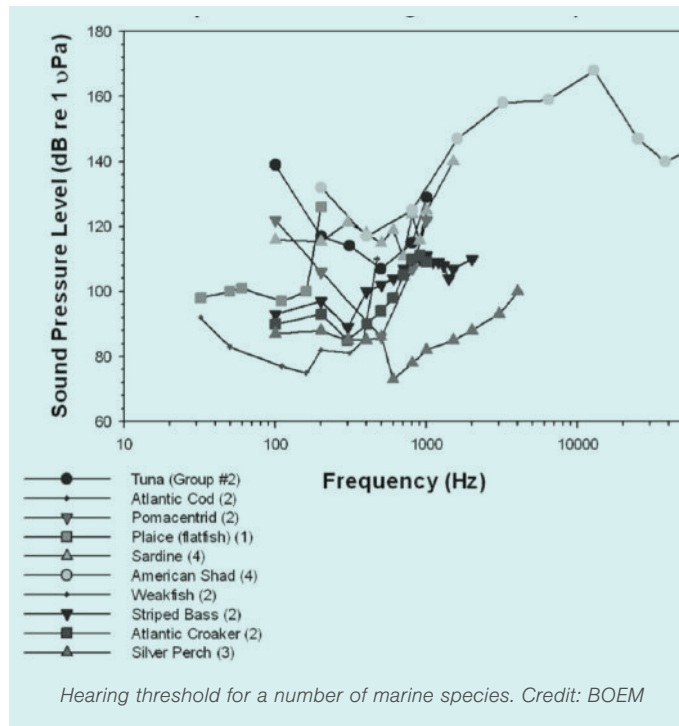 180
160
140
120
100
80
60
Sound Pressure Level (dB re 1 υPa)
10 100 1000 10000
Frequency (Hz)
Tuna (Group #2)
Atlantic Cod (2)
Pomacentrid (2)
Plaice (flatfish) (1)
Sardine (4)
American Shad (4)
Weakfish (2)
Striped Bass (2)
Atlantic Croaker (2)
Silver Perch (3)
Hearing threshold for a number of marine species. Credit: BOEM